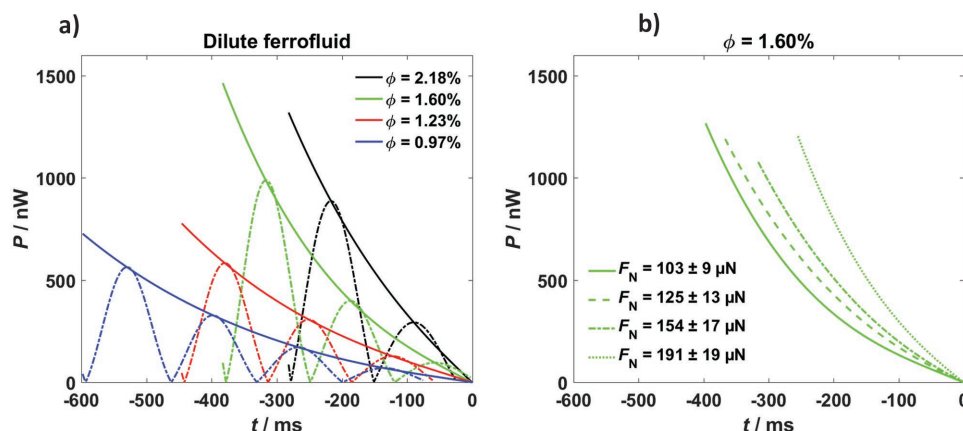 a)
Dilute ferrofluid
1500
1000
500
0
P / nW
ϕ = 2.18%
ϕ = 1.60%
ϕ = 1.23%
ϕ = 0.97%
-600 -500 -400 -300 -200 -100 0
t / ms
b)
ϕ = 1.60%
1500
1000
500
0
P / nW
F_N = 103 ± 9 µN
F_N = 125 ± 13 µN
F_N = 154 ± 17 µN
F_N = 191 ± 19 µN
-600 -500 -400 -300 -200 -100 0
t / ms